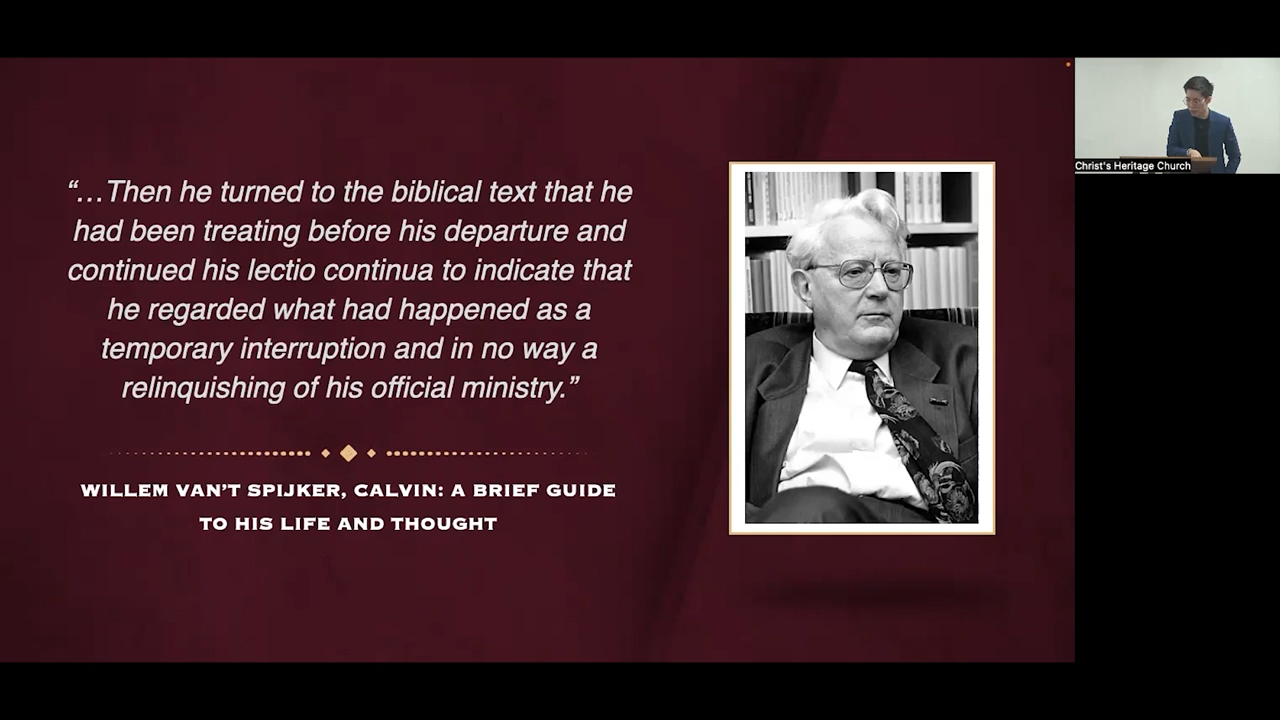 “…Then he turned to the biblical text that he
had been treating before his departure and
continued his lectio continua to indicate that
he regarded what had happened as a
temporary interruption and in no way a
relinquishing of his official ministry.”
WILLEM VAN’T SPIJKER, CALVIN: A BRIEF GUIDE
TO HIS LIFE AND THOUGHT
Christ's Heritage Church